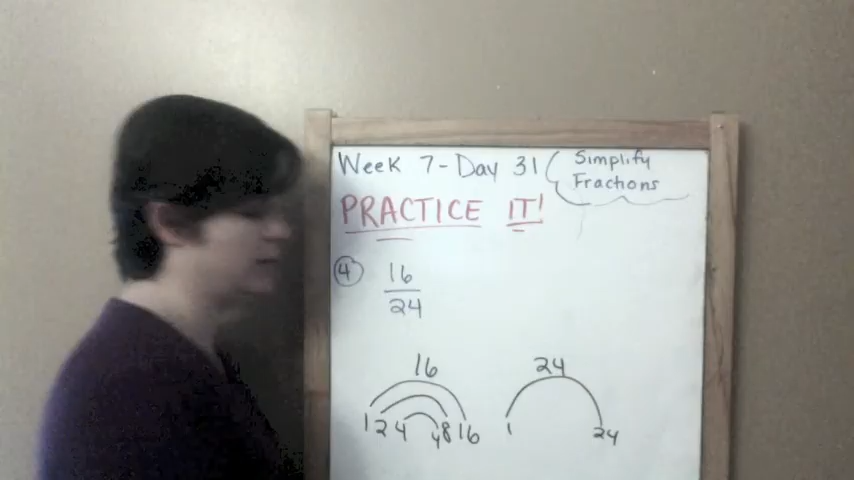 Week 7-Day 31
Simplify
Fractions
PRACTICE IT!
4
16
24
16
1 2 4 4 8 16
24
1 24